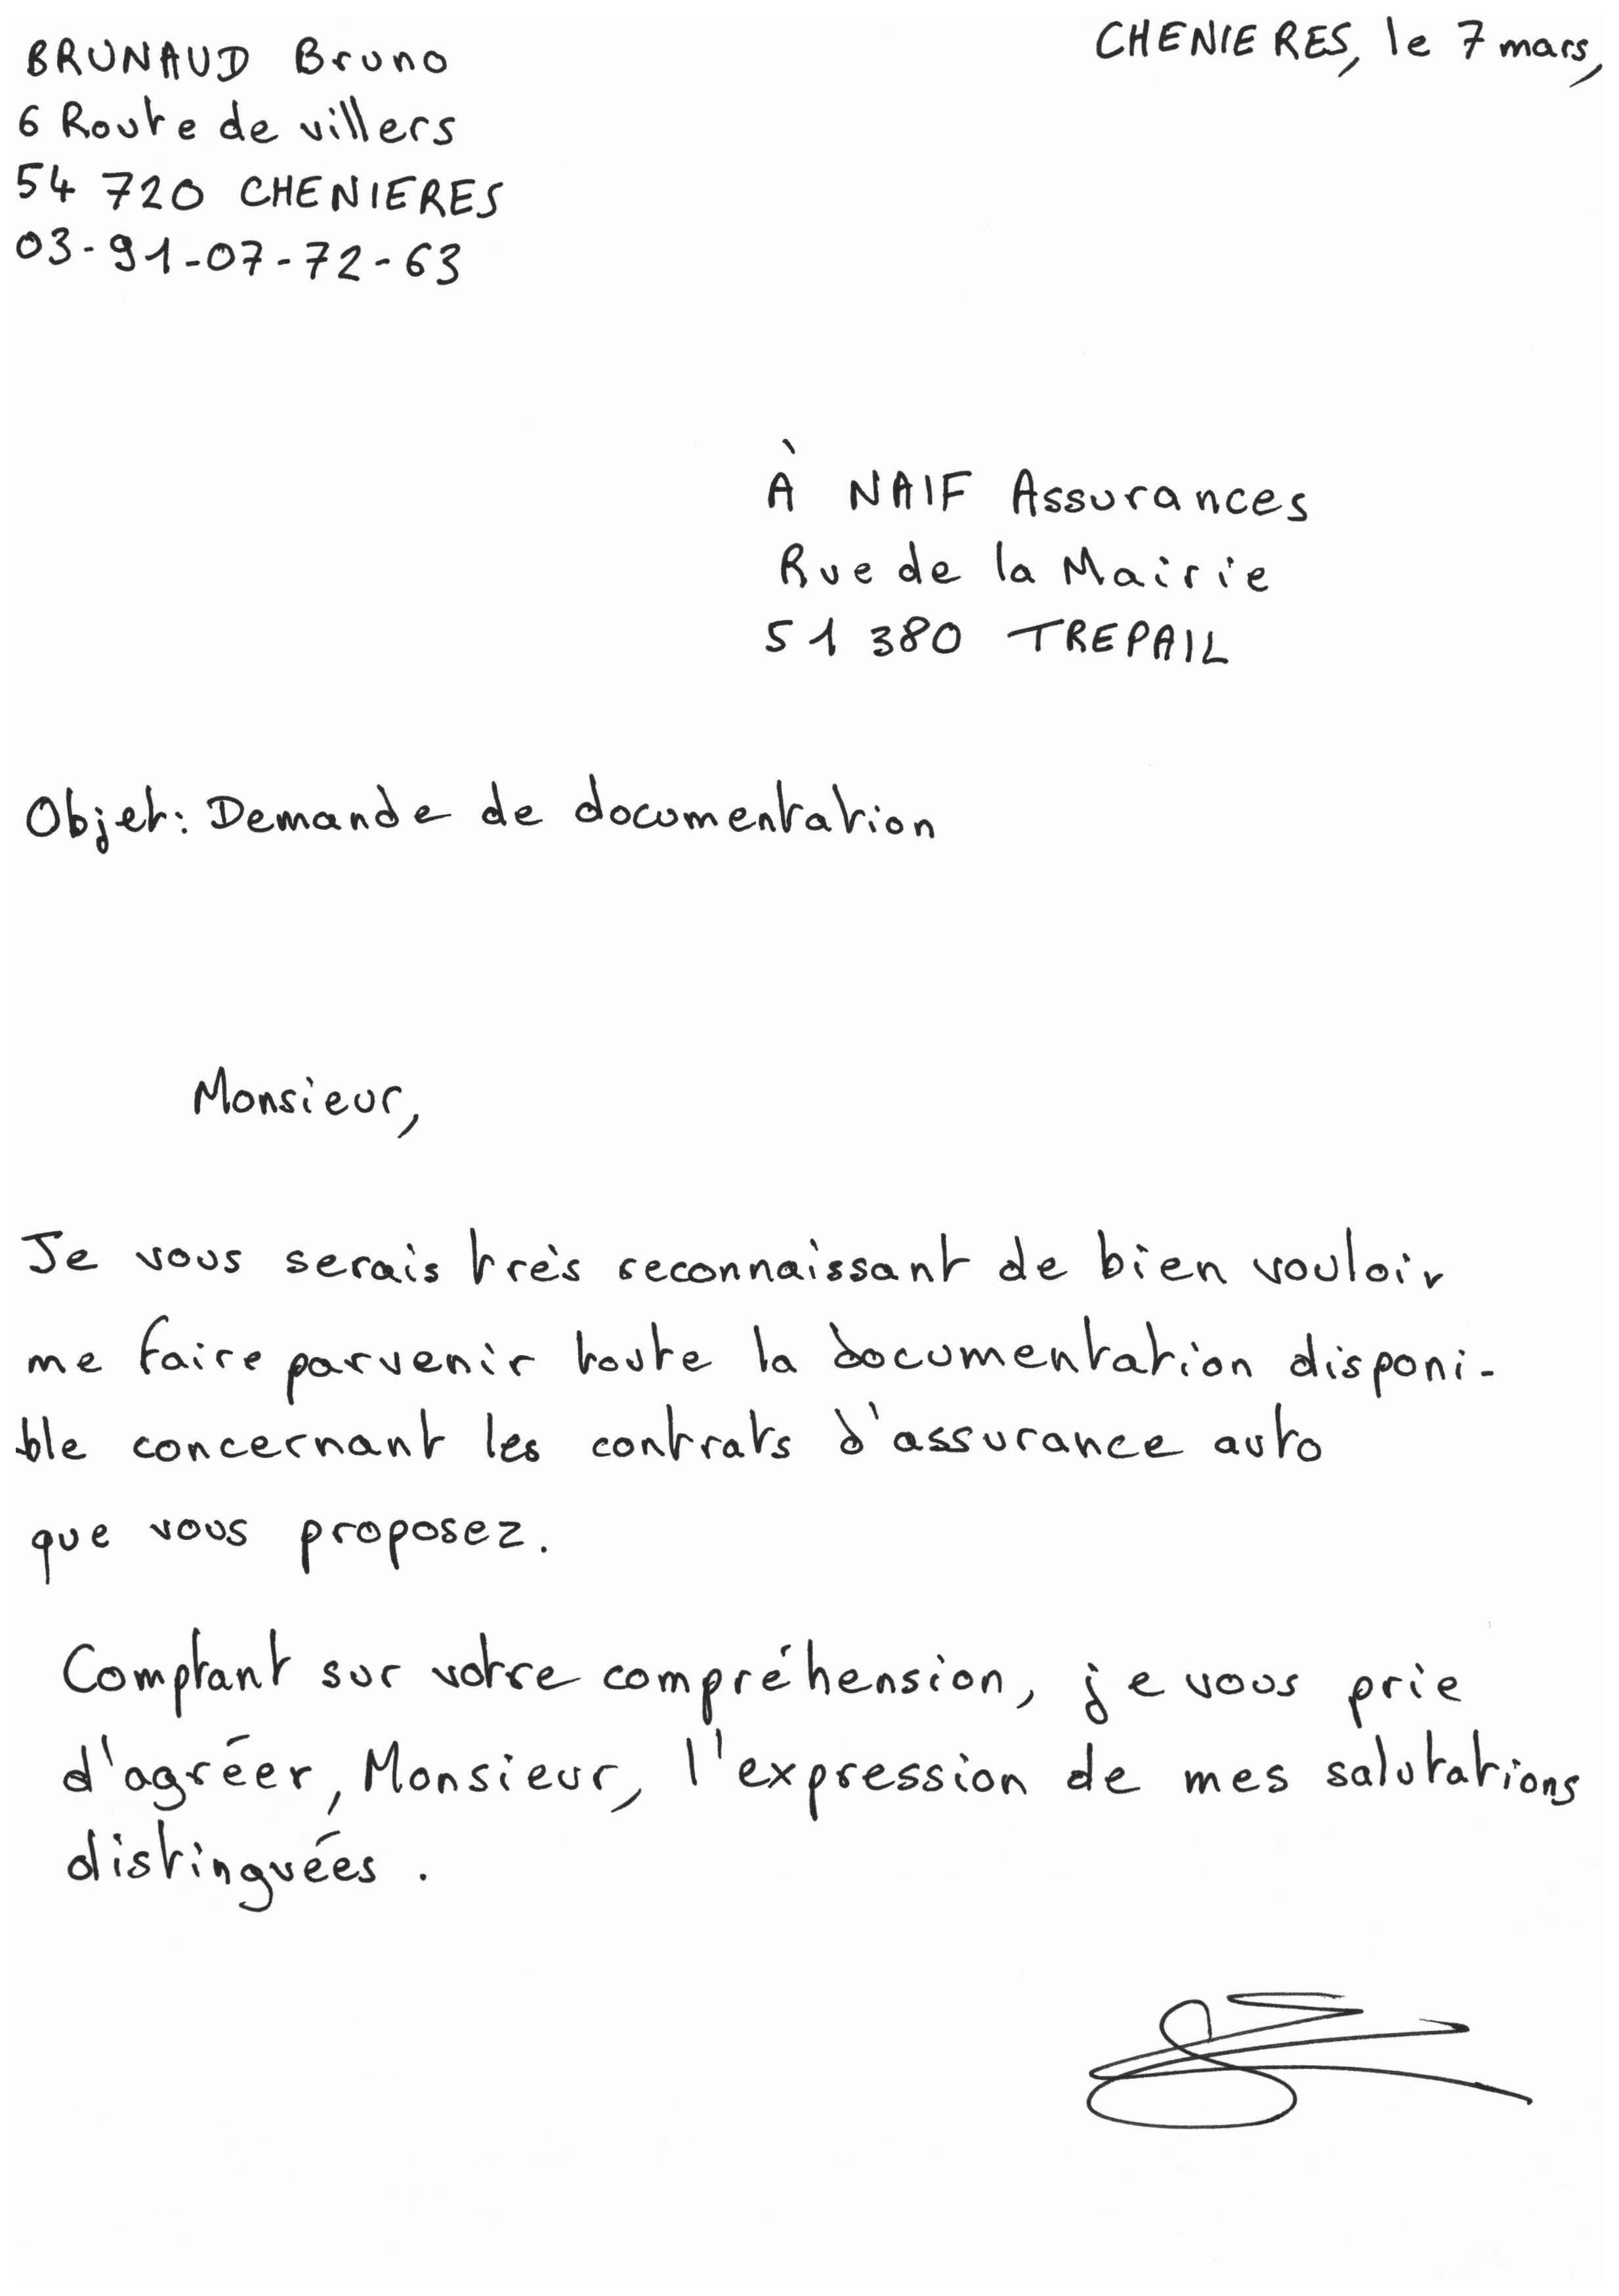 BRUNAUD Bruno
CHENIERES, le 7 mars,
6 Route de villers
54 720 CHENIERES
03-91-07-72-63
À NAIF Assurances
Rue de la Mairie
51 380 TREPAIL
Objet: Demande de documentation
Monsieur,
Je vous serais très reconnaissant de bien vouloir
me faire parvenir toute la documentation disponi-
ble concernant les contrats d'assurance auto
que vous proposez.
Comptant sur votre compréhension, je vous prie
d'agréer, Monsieur, l'expression de mes salutations
distinguées.